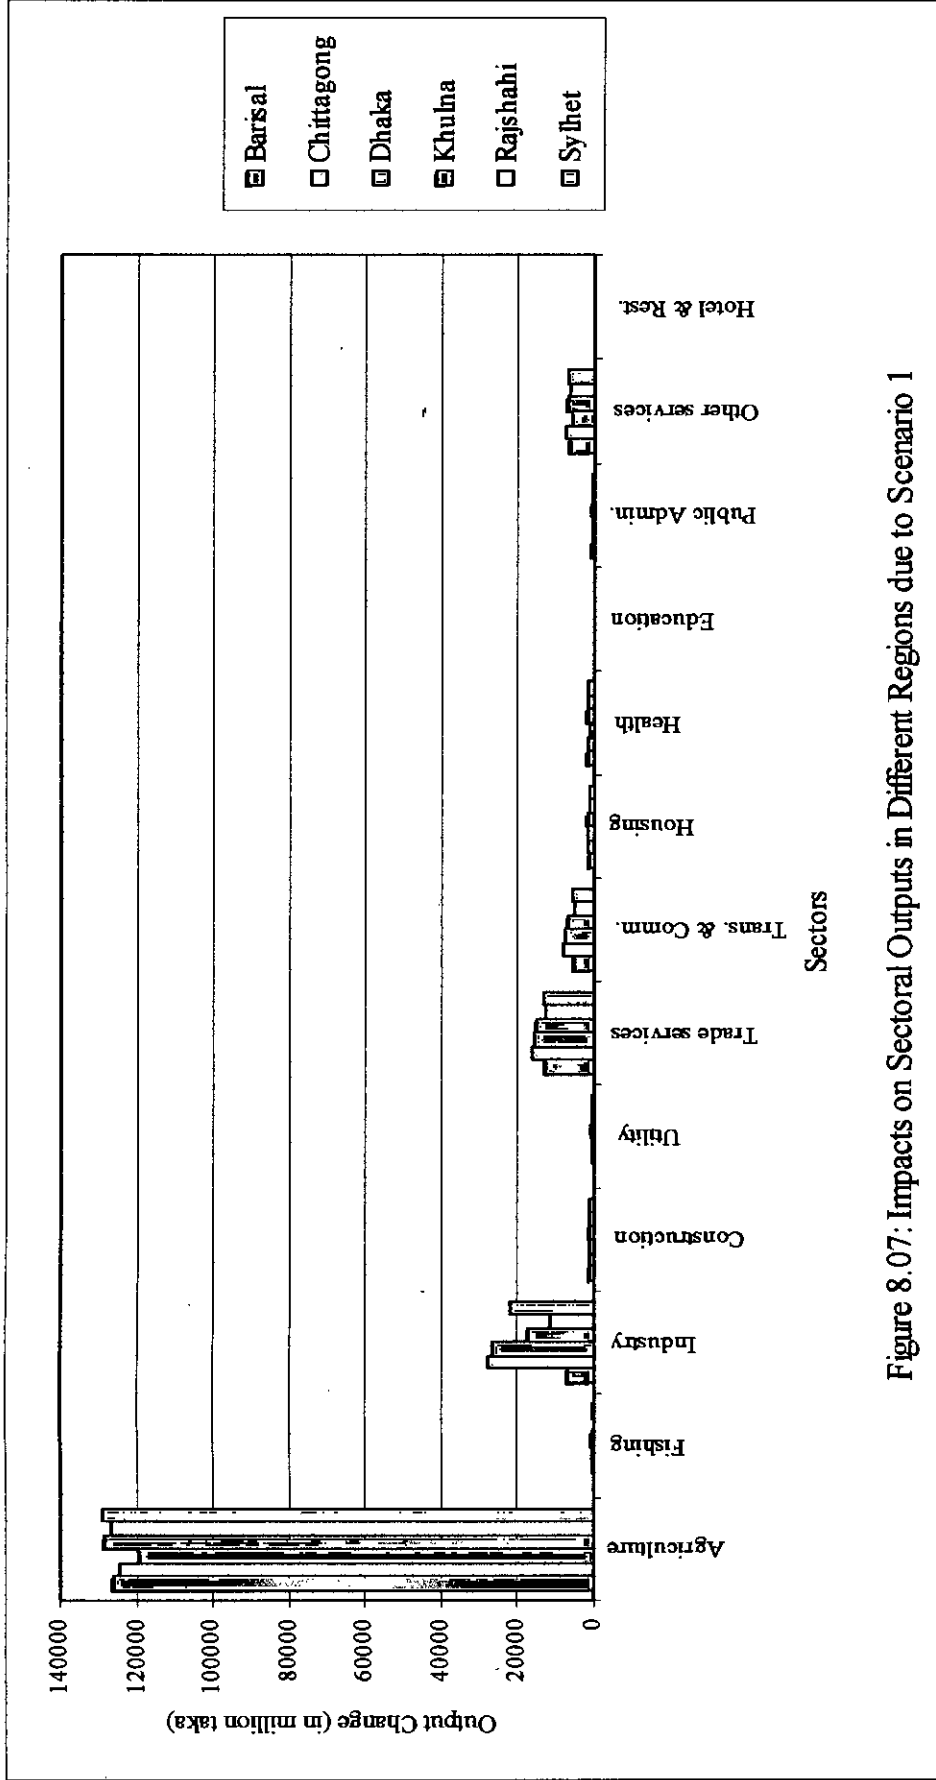 Barisal
Chittagong
Dhaka
Khulna
Rajshahi
Sylhet
Output Change (in million taka)
140000
120000
100000
80000
60000
40000
20000
0
Agriculture
Fishing
Industry
Construction
Utility
Trade services
Trans. & Comm.
Housing
Health
Education
Public Admin.
Other services
Hotel & Rest.
Sectors
Figure 8.07: Impacts on Sectoral Outputs in Different Regions due to Scenario 1